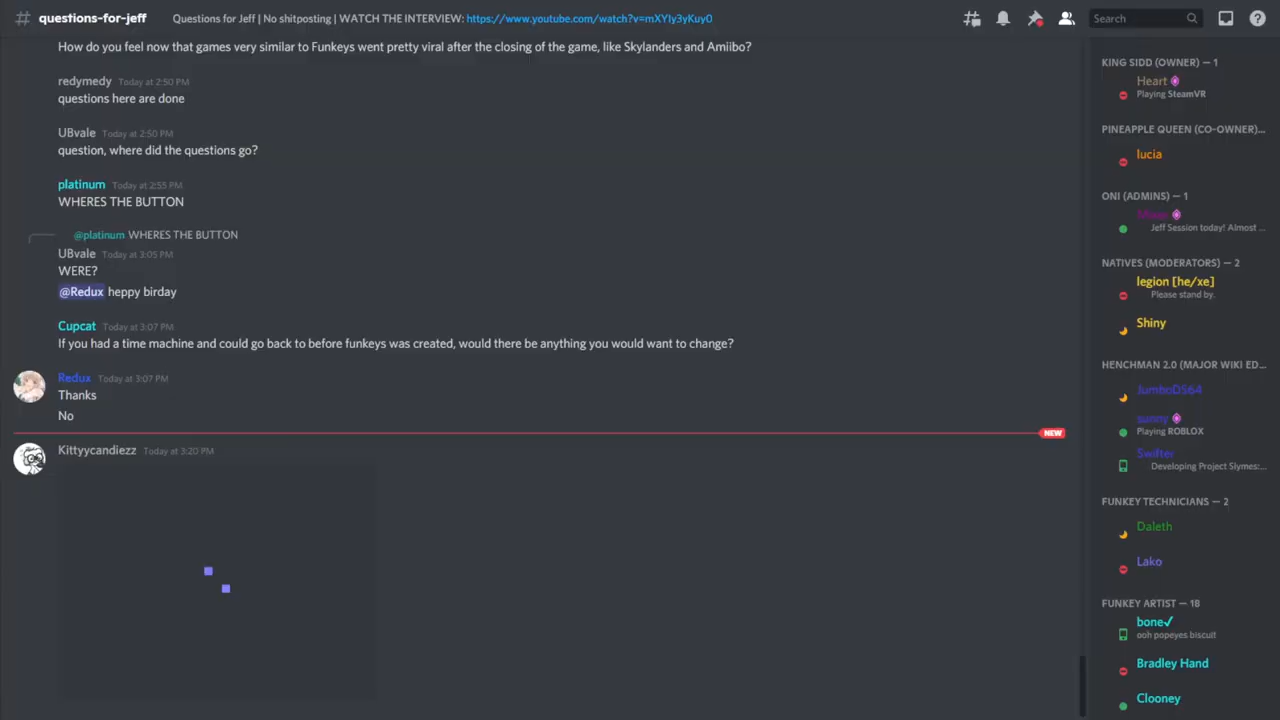 # questions-for-jeff
Questions for Jeff | No shitposting | WATCH THE INTERVIEW: https://www.youtube.com/watch?v=mXYIy3yKuy0
Search
How do you feel now that games very similar to Funkeys went pretty viral after the closing of the game, like Skylanders and Amiibo?
redymedy Today at 2:50 PM
questions here are done
UBvale Today at 2:50 PM
question, where did the questions go?
platinum Today at 2:55 PM
WHERES THE BUTTON
@platinum WHERES THE BUTTON
UBvale Today at 3:05 PM
WERE?
@Redux heppy birday
Cupcat Today at 3:07 PM
If you had a time machine and could go back to before funkeys was created, would there be anything you would want to change?
Redux Today at 3:07 PM
Thanks
No
NEW
Kittyycandiezz Today at 3:20 PM
KING SIDD (OWNER) — 1
Heart
Playing SteamVR
PINEAPPLE QUEEN (CO-OWNER)...
lucia
ONI (ADMINS) — 1
Jeff Session today! Almost ...
NATIVES (MODERATORS) — 2
legion [he/xe]
Please stand by.
Shiny
HENCHMAN 2.0 (MAJOR WIKI ED...
JumboDS64
sunny
Playing ROBLOX
Swifter
Developing Project Slymes:...
FUNKEY TECHNICIANS — 2
Daleth
Lako
FUNKEY ARTIST — 18
bone✓
ooh popeyes biscuit
Bradley Hand
Clooney